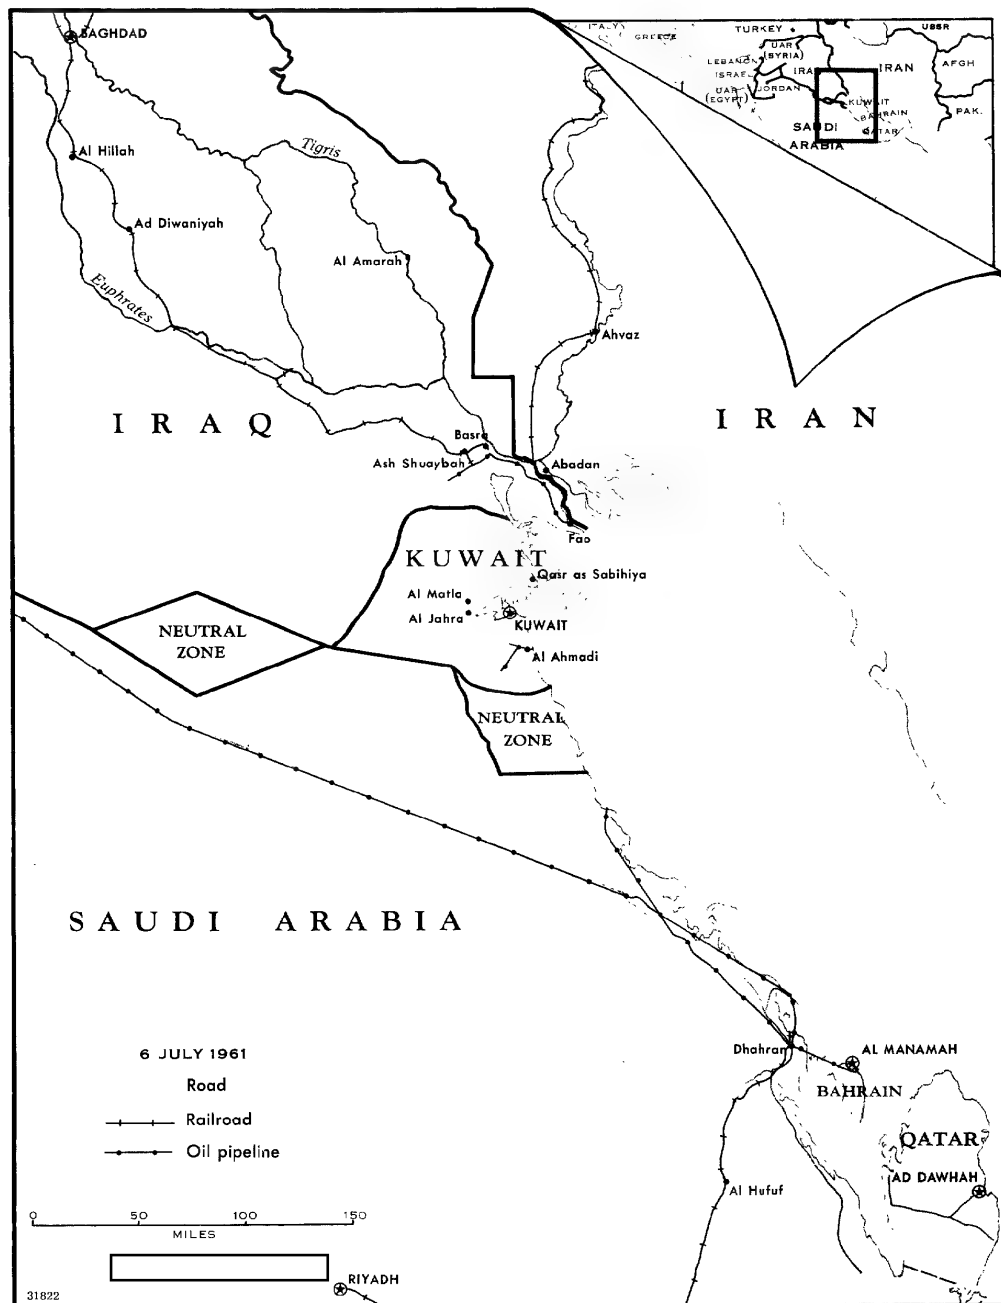 BAGHDAD
Al Hillah
Ad Diwaniyah
Tigris
Al Amarah
Euphrates
Ahvaz
ITALY
GREECE
TURKEY
USSR
UAR
(SYRIA)
LEBANON
ISRAEL
IRAN
AFGH
UAR
(EGYPT)
JORDAN
KUWAIT
BAHRAIN
QATAR
PAK.
SAUDI
ARABIA
IRAQ
IRAN
Basra
Ash Shuaybah
Abadan
Fao
KUWAIT
Qasr as Sabihiya
Al Matla
Al Jahra
KUWAIT
Al Ahmadi
NEUTRAL
ZONE
NEUTRAL
ZONE
SAUDI ARABIA
6 JULY 1961
Road
Railroad
Oil pipeline
0 50 100 150
MILES
Dhahran
AL MANAMAH
BAHRAIN
QATAR
AD DAWHAH
Al Hufuf
RIYADH
31822